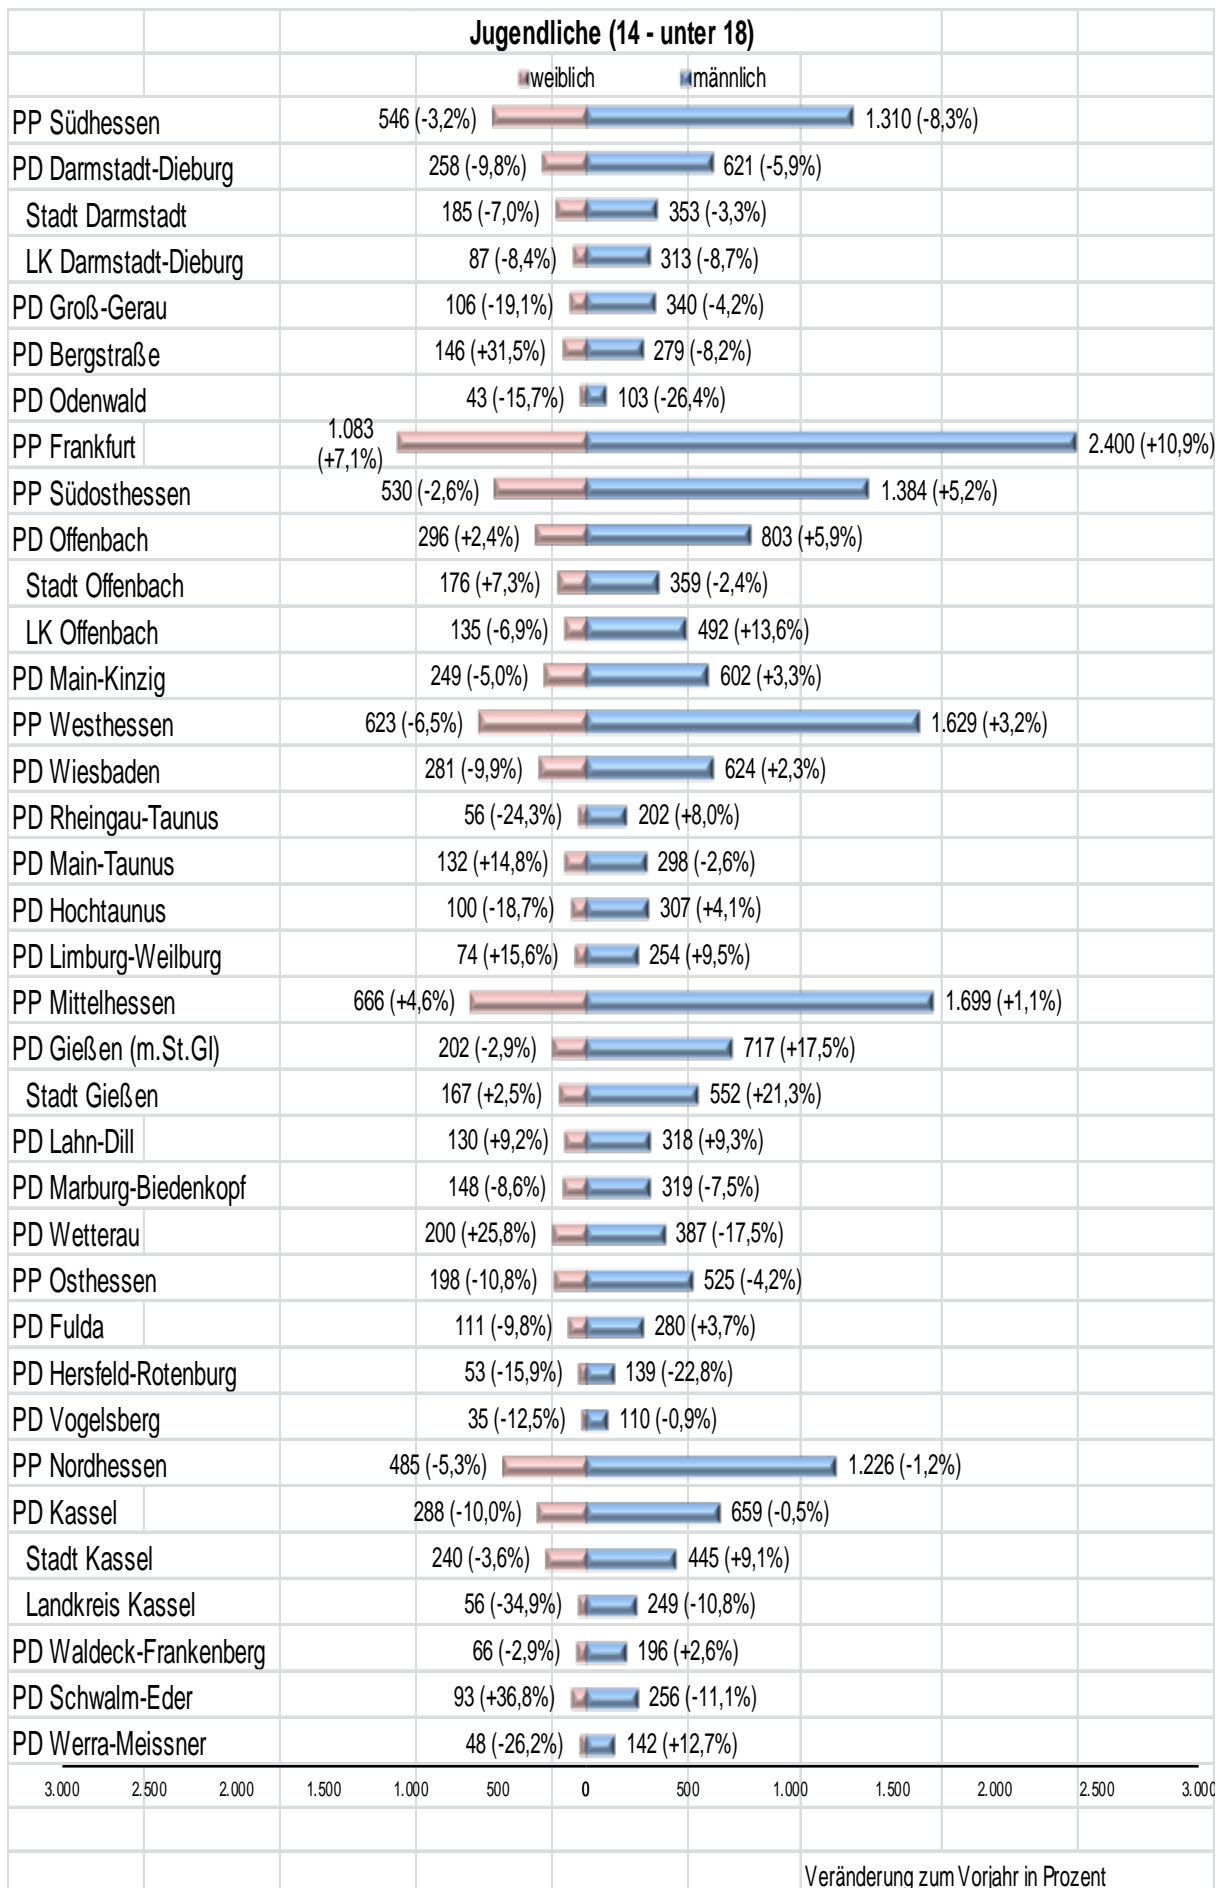 Jugendliche (14 - unter 18)
weiblich männlich
PP Südhessen 546 (-3,2%) 1.310 (-8,3%)
PD Darmstadt-Dieburg 258 (-9,8%) 621 (-5,9%)
Stadt Darmstadt 185 (-7,0%) 353 (-3,3%)
LK Darmstadt-Dieburg 87 (-8,4%) 313 (-8,7%)
PD Groß-Gerau 106 (-19,1%) 340 (-4,2%)
PD Bergstraße 146 (+31,5%) 279 (-8,2%)
PD Odenwald 43 (-15,7%) 103 (-26,4%)
PP Frankfurt 1.083 (+7,1%) 2.400 (+10,9%)
PP Südosthessen 530 (-2,6%) 1.384 (+5,2%)
PD Offenbach 296 (+2,4%) 803 (+5,9%)
Stadt Offenbach 176 (+7,3%) 359 (-2,4%)
LK Offenbach 135 (-6,9%) 492 (+13,6%)
PD Main-Kinzig 249 (-5,0%) 602 (+3,3%)
PP Westhessen 623 (-6,5%) 1.629 (+3,2%)
PD Wiesbaden 281 (-9,9%) 624 (+2,3%)
PD Rheingau-Taunus 56 (-24,3%) 202 (+8,0%)
PD Main-Taunus 132 (+14,8%) 298 (-2,6%)
PD Hochtaunus 100 (-18,7%) 307 (+4,1%)
PD Limburg-Weilburg 74 (+15,6%) 254 (+9,5%)
PP Mittelhessen 666 (+4,6%) 1.699 (+1,1%)
PD Gießen (m.St.GI) 202 (-2,9%) 717 (+17,5%)
Stadt Gießen 167 (+2,5%) 552 (+21,3%)
PD Lahn-Dill 130 (+9,2%) 318 (+9,3%)
PD Marburg-Biedenkopf 148 (-8,6%) 319 (-7,5%)
PD Wetterau 200 (+25,8%) 387 (-17,5%)
PP Osthessen 198 (-10,8%) 525 (-4,2%)
PD Fulda 111 (-9,8%) 280 (+3,7%)
PD Hersfeld-Rotenburg 53 (-15,9%) 139 (-22,8%)
PD Vogelsberg 35 (-12,5%) 110 (-0,9%)
PP Nordhessen 485 (-5,3%) 1.226 (-1,2%)
PD Kassel 288 (-10,0%) 659 (-0,5%)
Stadt Kassel 240 (-3,6%) 445 (+9,1%)
Landkreis Kassel 56 (-34,9%) 249 (-10,8%)
PD Waldeck-Frankenberg 66 (-2,9%) 196 (+2,6%)
PD Schwalm-Eder 93 (+36,8%) 256 (-11,1%)
PD Werra-Meissner 48 (-26,2%) 142 (+12,7%)
3.000 2.500 2.000 1.500 1.000 500 0 500 1.000 1.500 2.000 2.500 3.000
Veränderung zum Vorjahr in Prozent